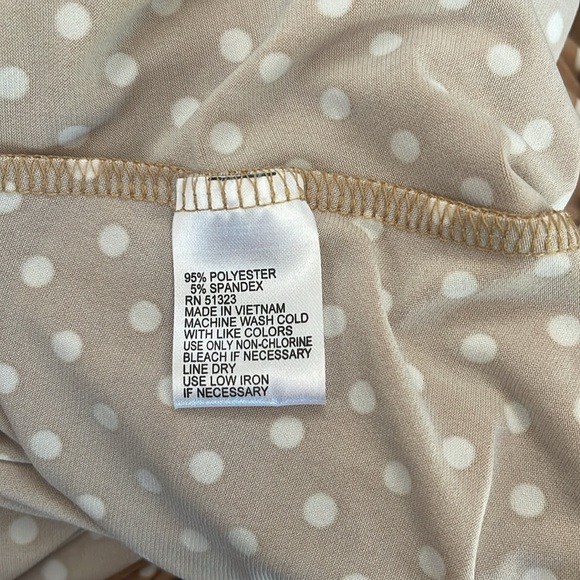 95% POLYESTER
5% SPANDEX
RN 51323
MADE IN VIETNAM
MACHINE WASH COLD
WITH LIKE COLORS
USE ONLY NON-CHLORINE
BLEACH IF NECESSARY
LINE DRY
USE LOW IRON
IF NECESSARY